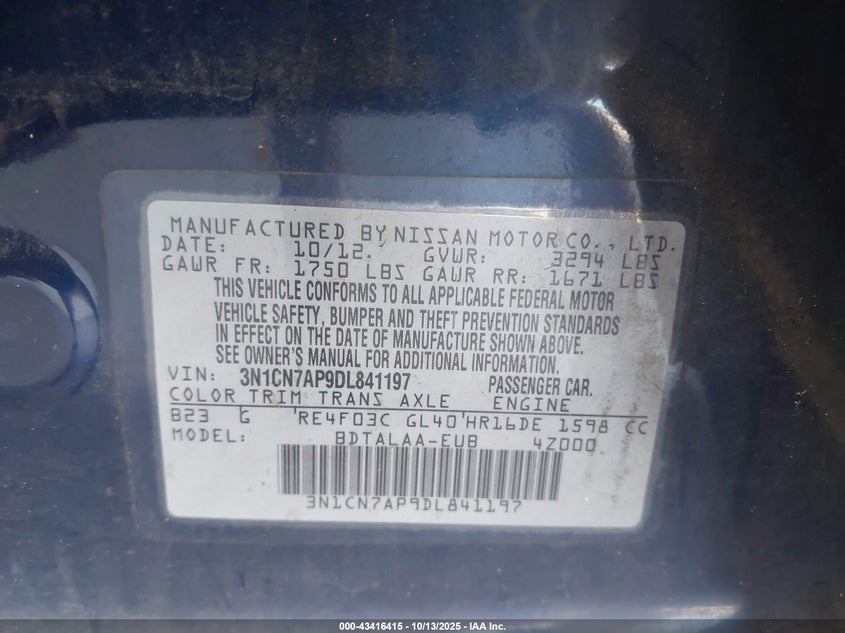 MANUFACTURED BY NISSAN MOTOR CO., LTD.
DATE: 10/12. GVWR: 3294 LBS
GAWR FR: 1750 LBS GAWR RR: 1671 LBS
THIS VEHICLE CONFORMS TO ALL APPLICABLE FEDERAL MOTOR
VEHICLE SAFETY, BUMPER AND THEFT PREVENTION STANDARDS
IN EFFECT ON THE DATE OF MANUFACTURE SHOWN ABOVE.
SEE OWNER'S MANUAL FOR ADDITIONAL INFORMATION.
VIN: 3N1CN7AP9DL841197 PASSENGER CAR.
COLOR TRIM TRANS AXLE ENGINE
B23 G 'RE4F03C GL40'HR16DE 1598 CC
MODEL: BDTALAA-EUB 4Z000
3N1CN7AP9DL841197
000-43416415 - 10/13/2025 - IAA Inc.